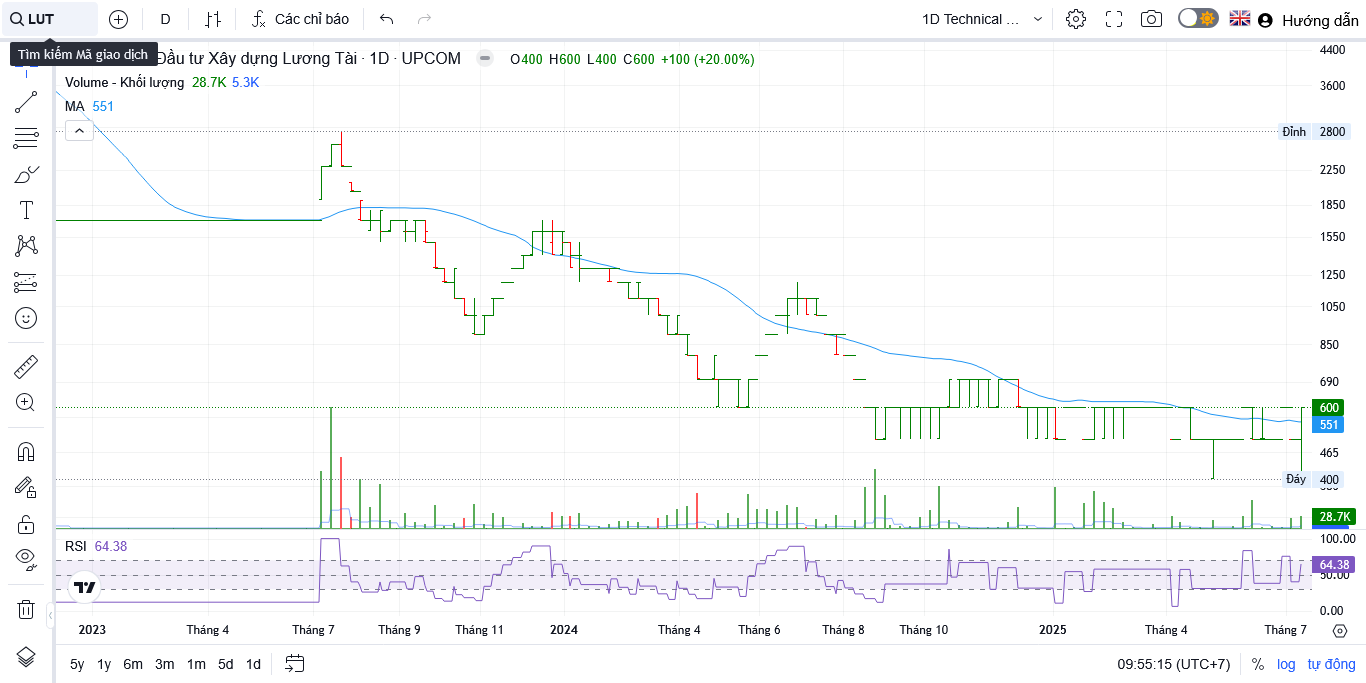 LUT
D
Các chỉ báo
1D Technical ...
Hướng dẫn
Tìm kiếm Mã giao dịch
Đầu tư Xây dựng Lương Tài · 1D · UPCOM
O400 H600 L400 C600 +100 (+20.00%)
Volume - Khối lượng 28.7K 5.3K
MA 551
4400
3600
Đỉnh 2800
2250
1850
1550
1250
1050
850
690
600
551
465
Đáy 400
28.7K
RSI 64.38
100.00
64.38
50.00
0.00
2023 Tháng 4 Tháng 7 Tháng 9 Tháng 11 2024 Tháng 4 Tháng 6 Tháng 8 Tháng 10 2025 Tháng 4 Tháng 7
5y 1y 6m 3m 1m 5d 1d
09:55:15 (UTC+7) % log tự động